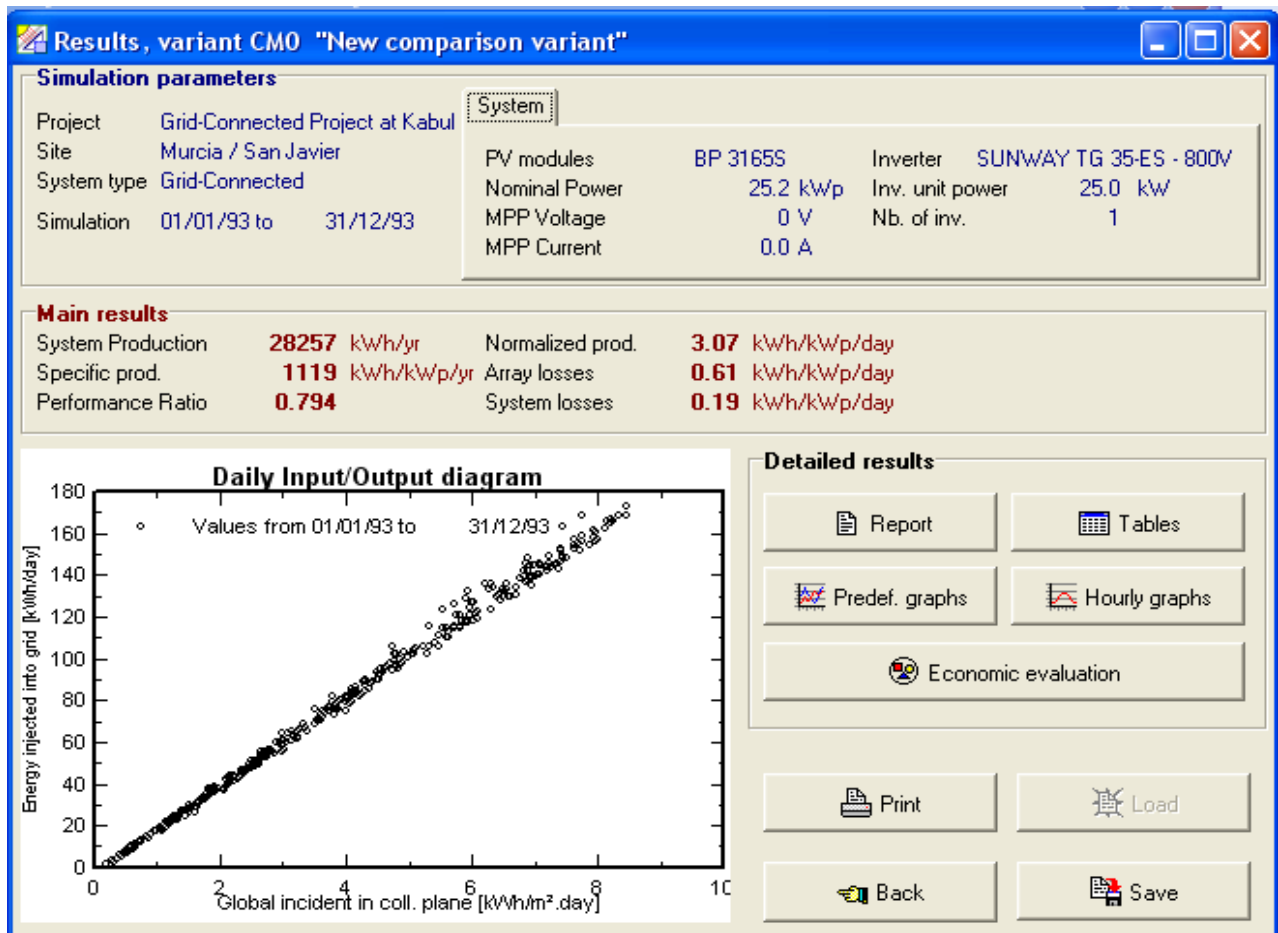 Results, variant CM0 "New comparison variant"
Simulation parameters
Project Grid-Connected Project at Kabul
Site Murcia / San Javier
System type Grid-Connected
Simulation 01/01/93 to 31/12/93
System
PV modules BP 3165S Inverter SUNWAY TG 35-ES - 800V
Nominal Power 25.2 kWp Inv. unit power 25.0 kW
MPP Voltage 0 V Nb. of inv. 1
MPP Current 0.0 A
Main results
System Production 28257 kWh/yr Normalized prod. 3.07 kWh/kWp/day
Specific prod. 1119 kWh/kWp/yr Array losses 0.61 kWh/kWp/day
Performance Ratio 0.794 System losses 0.19 kWh/kWp/day
Daily Input/Output diagram
Values from 01/01/93 to 31/12/93
Energy injected into grid [kWh/day]
180
160
140
120
100
80
60
40
20
0
0 2 4 6 8 10
Global incident in coll. plane [kWh/m².day]
Detailed results
Report
Tables
Predef. graphs
Hourly graphs
Economic evaluation
Print
Load
Back
Save